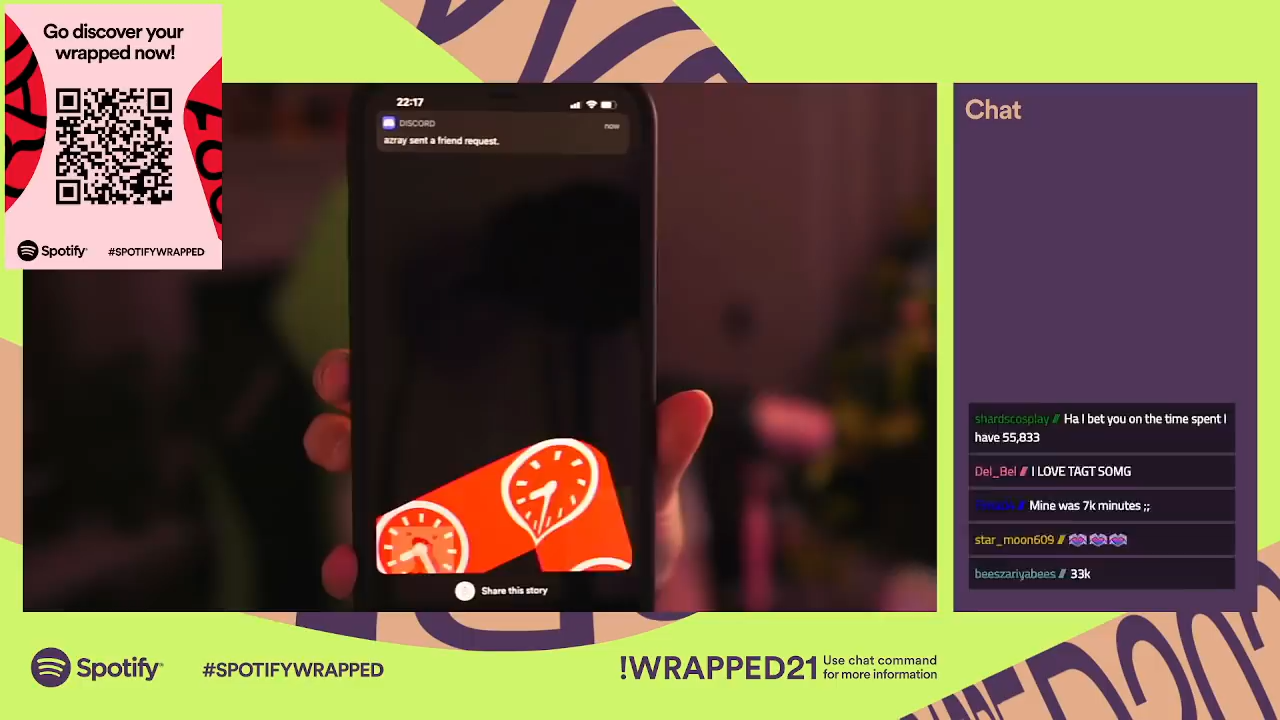 Go discover your
wrapped now!
Spotify
#SPOTIFYWRAPPED
22:17
DISCORD
now
azray sent a friend request.
Share this story
Chat
shardscosplay // Ha I bet you on the time spent I
have 55,833
Del_Bel // I LOVE TAGT SOMG
Mine was 7k minutes ;;
star_moon609 //
beeszariyabees // 33k
Spotify
#SPOTIFYWRAPPED
!WRAPPED21
Use chat command
for more information